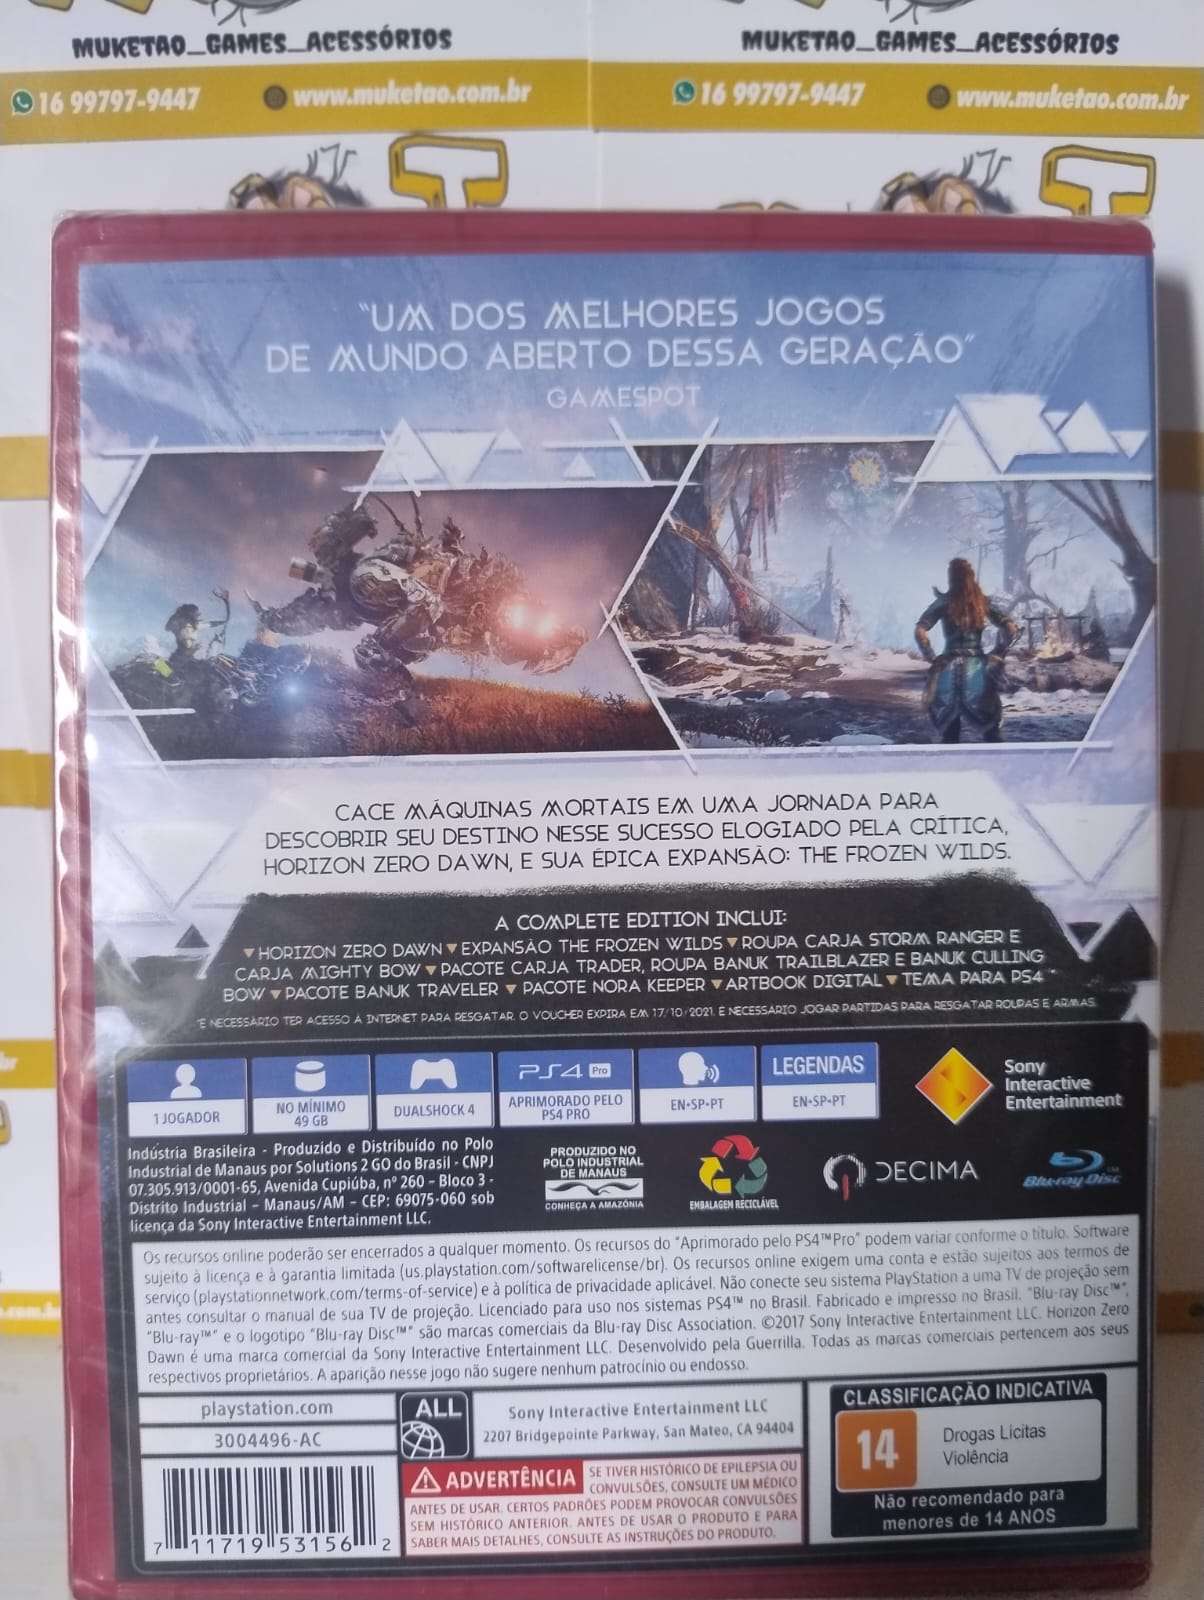 MUKETAO_GAMES_ACESSÓRIOS
MUKETAO_GAMES_ACESSÓRIOS
16 99797-9447 www.muketao.com.br
16 99797-9447 www.muketao.com.br
"UM DOS MELHORES JOGOS
DE MUNDO ABERTO DESSA GERAÇÃO"
GAMESPOT
CACE MÁQUINAS MORTAIS EM UMA JORNADA PARA
DESCOBRIR SEU DESTINO NESSE SUCESSO ELOGIADO PELA CRÍTICA,
HORIZON ZERO DAWN, E SUA ÉPICA EXPANSÃO: THE FROZEN WILDS.
A COMPLETE EDITION INCLUI:
▼HORIZON ZERO DAWN▼EXPANSÃO THE FROZEN WILDS▼ROUPA CARJA STORM RANGER E
CARJA MIGHTY BOW▼PACOTE CARJA TRADER, ROUPA BANUK TRAILBLAZER E BANUK CULLING
BOW▼PACOTE BANUK TRAVELER ▼ PACOTE NORA KEEPER▼ARTBOOK DIGITAL▼TEMA PARA PS4™
*É NECESSÁRIO TER ACESSO À INTERNET PARA RESGATAR. O VOUCHER EXPIRA EM 17/10/2021. É NECESSÁRIO JOGAR PARTIDAS PARA RESGATAR ROUPAS E ARMAS.
1 JOGADOR
NO MÍNIMO
49 GB
DUALSHOCK 4
PS4 Pro
APRIMORADO PELO
PS4 PRO
EN•SP•PT
LEGENDAS
EN•SP•PT
Sony
Interactive
Entertainment
Indústria Brasileira - Produzido e Distribuído no Polo
Industrial de Manaus por Solutions 2 GO do Brasil - CNPJ
07.305.913/0001-65, Avenida Cupiúba, nº 260 – Bloco 3 -
Distrito Industrial – Manaus/AM – CEP: 69075-060 sob
licença da Sony Interactive Entertainment LLC.
PRODUZIDO NO
POLO INDUSTRIAL
DE MANAUS
CONHEÇA A AMAZÔNIA
EMBALAGEM RECICLÁVEL
DECIMA
Blu-ray Disc™
Os recursos online poderão ser encerrados a qualquer momento. Os recursos do "Aprimorado pelo PS4™Pro" podem variar conforme o título. Software
sujeito à licença e à garantia limitada (us.playstation.com/softwarelicense/br). Os recursos online exigem uma conta e estão sujeitos aos termos de
serviço (playstationnetwork.com/terms-of-service) e à política de privacidade aplicável. Não conecte seu sistema PlayStation a uma TV de projeção sem
antes consultar o manual de sua TV de projeção. Licenciado para uso nos sistemas PS4™ no Brasil. Fabricado e impresso no Brasil. "Blu-ray Disc™",
"Blu-ray™" e o logotipo "Blu-ray Disc™" são marcas comerciais da Blu-ray Disc Association. ©2017 Sony Interactive Entertainment LLC. Horizon Zero
Dawn é uma marca comercial da Sony Interactive Entertainment LLC. Desenvolvido pela Guerrilla. Todas as marcas comerciais pertencem aos seus
respectivos proprietários. A aparição nesse jogo não sugere nenhum patrocínio ou endosso.
playstation.com
3004496-AC
ALL
Sony Interactive Entertainment LLC
2207 Bridgepointe Parkway, San Mateo, CA 94404
ADVERTÊNCIA SE TIVER HISTÓRICO DE EPILEPSIA OU
CONVULSÕES, CONSULTE UM MÉDICO
ANTES DE USAR. CERTOS PADRÕES PODEM PROVOCAR CONVULSÕES
SEM HISTÓRICO ANTERIOR. ANTES DE USAR O PRODUTO E PARA
SABER MAIS DETALHES, CONSULTE AS INSTRUÇÕES DO PRODUTO.
CLASSIFICAÇÃO INDICATIVA
14
Drogas Lícitas
Violência
Não recomendado para
menores de 14 ANOS
7 11719 53156 2